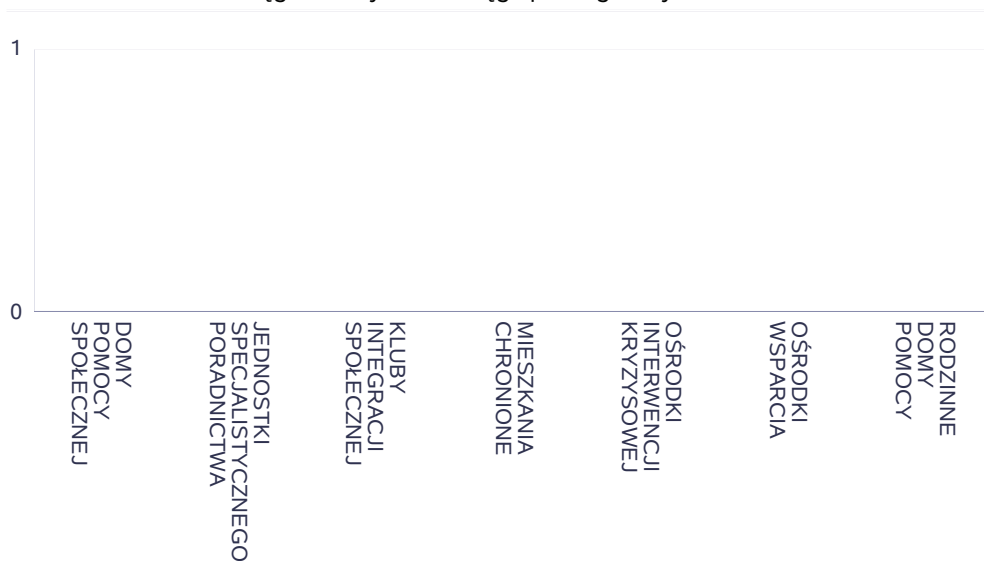 1
0
DOMY
POMOCY
SPOŁECZNEJ
JEDNOSTKI
SPECJALISTYCZNEGO
PORADNICTWA
KLUBY
INTEGRACJI
SPOŁECZNEJ
MIESZKANIA
CHRONIONE
OŚRODKI
INTERWENCJI
KRYZYSOWEJ
OŚRODKI
WSPARCIA
RODZINNE
DOMY
POMOCY